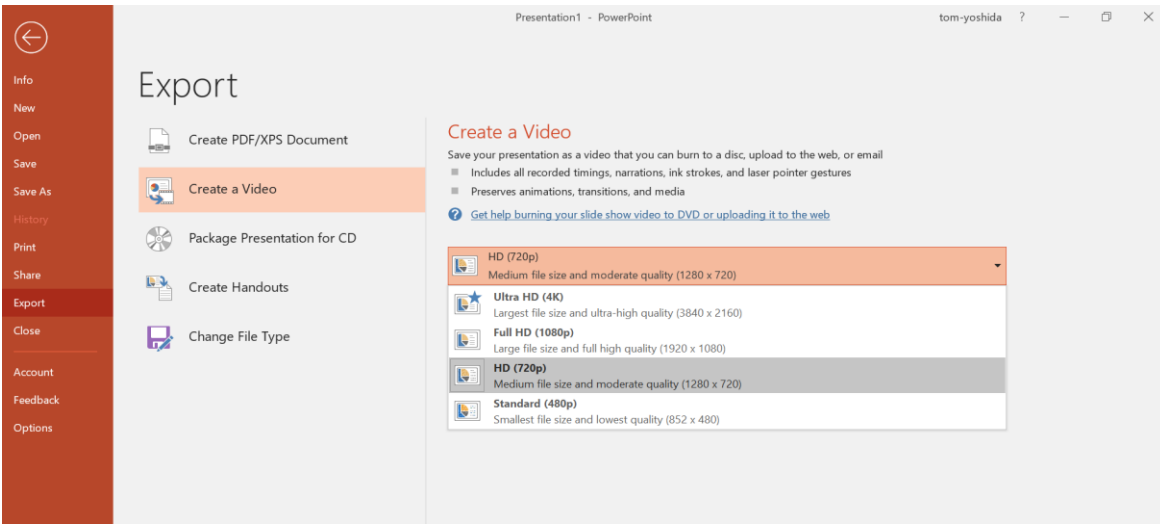 Presentation1 - PowerPoint
tom-yoshida ?
Info
New
Open
Save
Save As
History
Print
Share
Export
Close
Account
Feedback
Options
Export
Create PDF/XPS Document
Create a Video
Package Presentation for CD
Create Handouts
Change File Type
Create a Video
Save your presentation as a video that you can burn to a disc, upload to the web, or email
Includes all recorded timings, narrations, ink strokes, and laser pointer gestures
Preserves animations, transitions, and media
? Get help burning your slide show video to DVD or uploading it to the web
HD (720p)
Medium file size and moderate quality (1280 x 720)
Ultra HD (4K)
Largest file size and ultra-high quality (3840 x 2160)
Full HD (1080p)
Large file size and full high quality (1920 x 1080)
HD (720p)
Medium file size and moderate quality (1280 x 720)
Standard (480p)
Smallest file size and lowest quality (852 x 480)